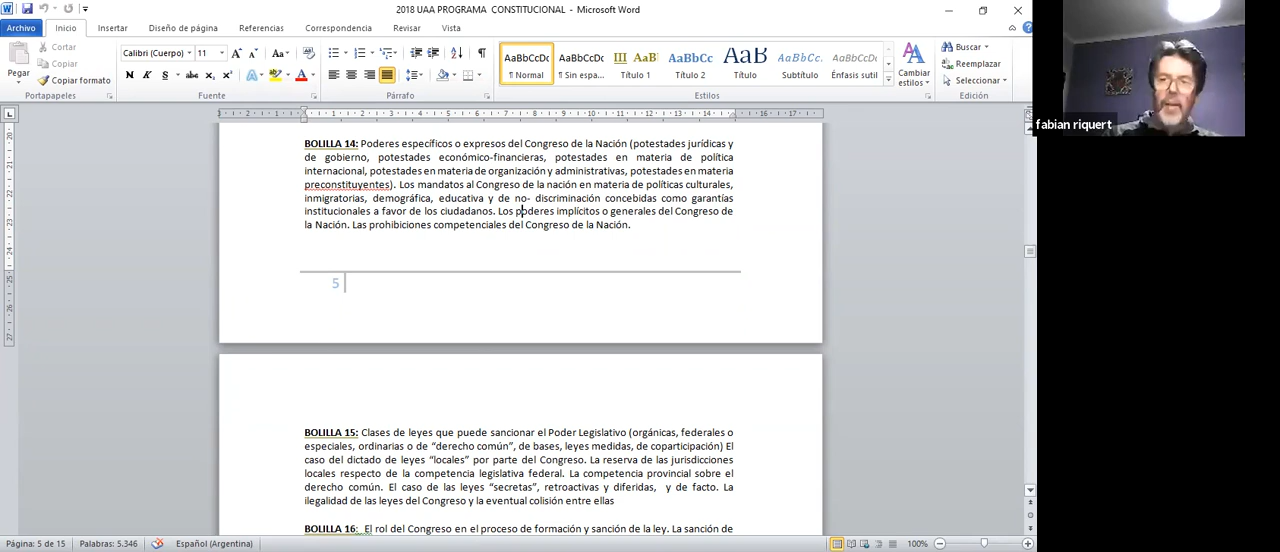 2018 UAA PROGRAMA CONSTITUCIONAL - Microsoft Word
Archivo Inicio Insertar Diseño de página Referencias Correspondencia Revisar Vista
Pegar
Cortar
Copiar
Copiar formato
Portapapeles
Calibri (Cuerpo) 11
N K S abc x₂ x²
Fuente
Párrafo
AaBbCcDc AaBbCcDc AaBl AaBbCc AaB AaBbCc. AaBbCcDc
¶ Normal ¶ Sin espa... Título 1 Título 2 Título Subtítulo Énfasis sutil
Estilos
Cambiar estilos
Buscar
Reemplazar
Seleccionar
Edición
fabian riquert
BOLILLA 14: Poderes específicos o expresos del Congreso de la Nación (potestades jurídicas y
de gobierno, potestades económico-financieras, potestades en materia de política
internacional, potestades en materia de organización y administrativas, potestades en materia
preconstituyentes). Los mandatos al Congreso de la nación en materia de políticas culturales,
inmigratorias, demográfica, educativa y de no- discriminación concebidas como garantías
institucionales a favor de los ciudadanos. Los poderes implícitos o generales del Congreso de
la Nación. Las prohibiciones competenciales del Congreso de la Nación.
5
BOLILLA 15: Clases de leyes que puede sancionar el Poder Legislativo (orgánicas, federales o
especiales, ordinarias o de “derecho común”, de bases, leyes medidas, de coparticipación) El
caso del dictado de leyes “locales” por parte del Congreso. La reserva de las jurisdicciones
locales respecto de la competencia legislativa federal. La competencia provincial sobre el
derecho común. El caso de las leyes “secretas”, retroactivas y diferidas, y de facto. La
ilegalidad de las leyes del Congreso y la eventual colisión entre ellas
BOLILLA 16: El rol del Congreso en el proceso de formación y sanción de la ley. La sanción de
Página: 5 de 15 Palabras: 5.346 Español (Argentina) 100%